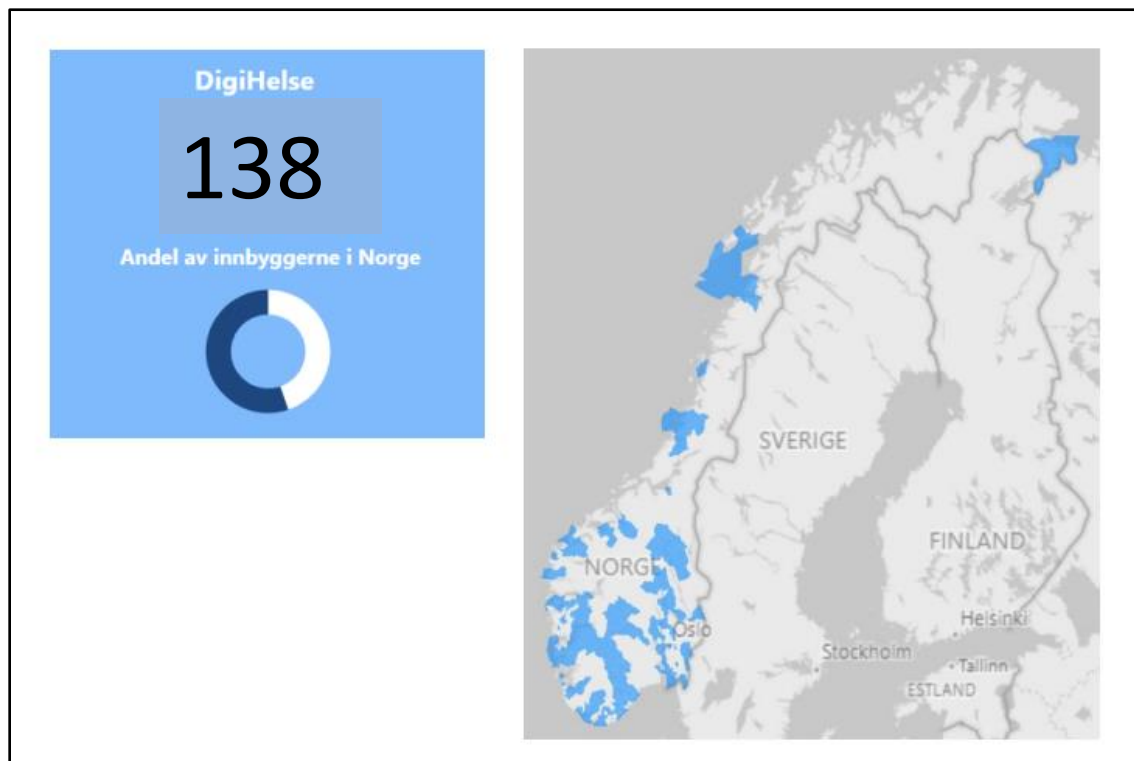 DigiHelse
138
Andel av innbyggerne i Norge
SVERIGE
FINLAND
NORGE
Oslo
Helsinki
Stockholm
Tallinn
ESTLAND